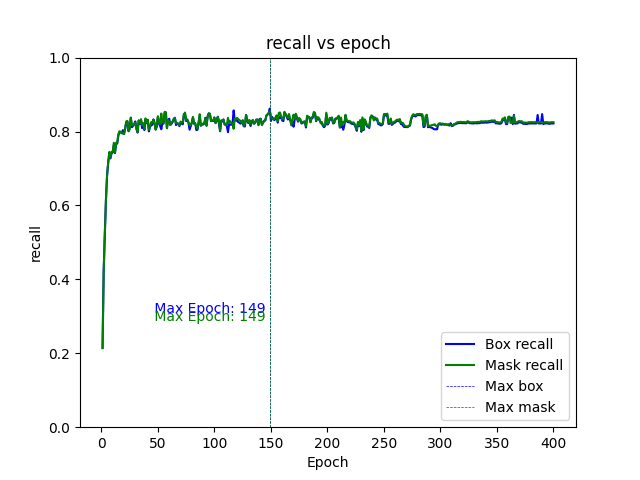 recall vs epoch
1.0
0.8
0.6
0.4
0.2
0.0
recall
Max Epoch: 149
Max Epoch: 149
Box recall
Mask recall
Max box
Max mask
0 50 100 150 200 250 300 350 400
Epoch